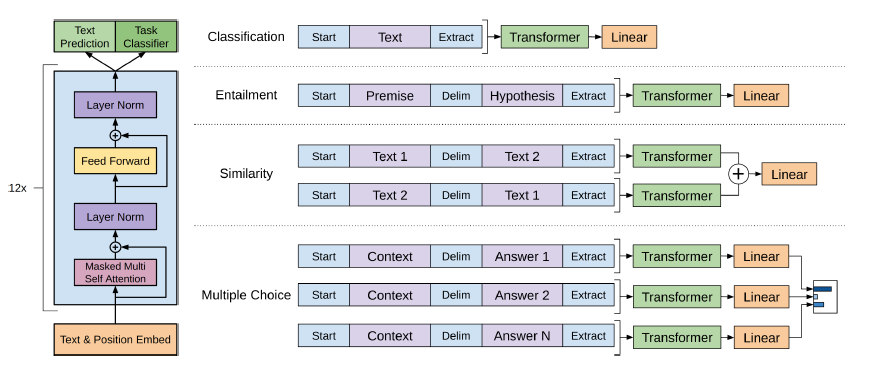 Text
Prediction
Task
Classifier
Layer Norm
Feed Forward
12x
Layer Norm
Masked Multi
Self Attention
Text & Position Embed
Classification
Start Text Extract Transformer Linear
Entailment
Start Premise Delim Hypothesis Extract Transformer Linear
Similarity
Start Text 1 Delim Text 2 Extract Transformer
Linear
Start Text 2 Delim Text 1 Extract Transformer
Multiple Choice
Start Context Delim Answer 1 Extract Transformer Linear
Start Context Delim Answer 2 Extract Transformer Linear
Start Context Delim Answer N Extract Transformer Linear